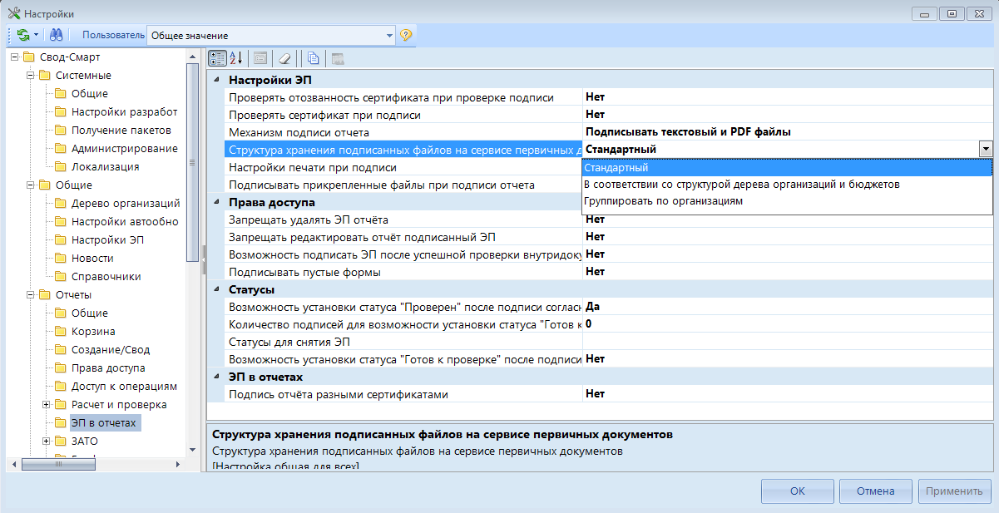 Настройки
Пользователь Общее значение
Свод-Смарт
Системные
Общие
Настройки разработ
Получение пакетов
Администрирование
Локализация
Общие
Дерево организаций
Настройки автообно
Настройки ЭП
Новости
Справочники
Отчеты
Общие
Корзина
Создание/Свод
Права доступа
Доступ к операциям
Расчет и проверка
ЭП в отчетах
ЗАТО
Настройки ЭП
Проверять отозванность сертификата при проверке подписи Нет
Проверять сертификат при подписи Нет
Механизм подписи отчета Подписывать текстовый и PDF файлы
Структура хранения подписанных файлов на сервисе первичных д Стандартный
Настройки печати при подписи
Подписывать прикрепленные файлы при подписи отчета
Стандартный
В соответствии со структурой дерева организаций и бюджетов
Группировать по организациям
Права доступа
Запрещать удалять ЭП отчёта Нет
Запрещать редактировать отчёт подписанный ЭП Нет
Возможность подписать ЭП после успешной проверки внутридоку Нет
Подписывать пустые формы Нет
Статусы
Возможность установки статуса "Проверен" после подписи соглась Да
Количество подписей для возможности установки статуса "Готов к 0
Статусы для снятия ЭП
Возможность установки статуса "Готов к проверке" после подписи Нет
ЭП в отчетах
Подпись отчёта разными сертификатами Нет
Структура хранения подписанных файлов на сервисе первичных документов
Структура хранения подписанных файлов на сервисе первичных документов
[Настройка общая для всех]
ОК Отмена Применить